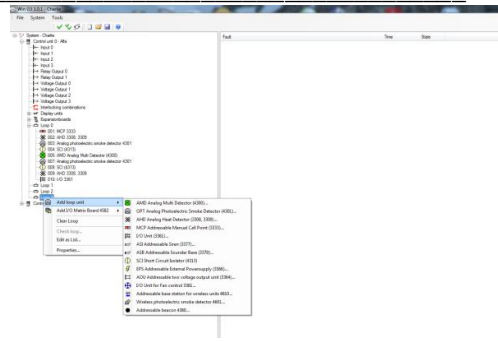 Win G3 3.0.1 - Charlie
File System Tools
Fault Time State
System - Charlie
Control unit 0 - Alfa
Input 0
Input 1
Input 2
Input 3
Relay Output 0
Relay Output 1
Voltage Output 0
Voltage Output 1
Voltage Output 2
Voltage Output 3
Interlocking combinations
Display units
Expansionboards
Loop 0
001: MCP 3333
002: AHD 3308, 3309
003: Analog photoelectric smoke detector 4301
004: SCI (4313)
005: AMD Analog Multi Detector (4300)
007: Analog photoelectric smoke detector 4301
008: SCI (4313)
009: AHD 3308, 3309
010: I/O 3361
Loop 1
Loop 2
Add loop unit
Add I/O Matrix Board 4582
Clear Loop
Check loop...
Edit as List...
Properties...
AMD Analog Multi Detector (4300)...
OPT Analog Photoelectric Smoke Detector (4301)...
AHD Analog Heat Detector (3308, 3309)...
MCP Addressable Manual Call Point (3333)...
I/O Unit (3361)...
ASI Addressable Siren (3377)...
ASB Addressable Sounder Base (3378)...
SCI Short Circuit Isolator (4313)
EPS Addressable External Powersupply (3366)...
AOU Addressable two voltage output unit (3364)...
I/O Unit for Fan control 3361...
Addressable base station for wireless units 4610...
Wireless photoelectric smoke detector 4611...
Addressable beacon 4380...